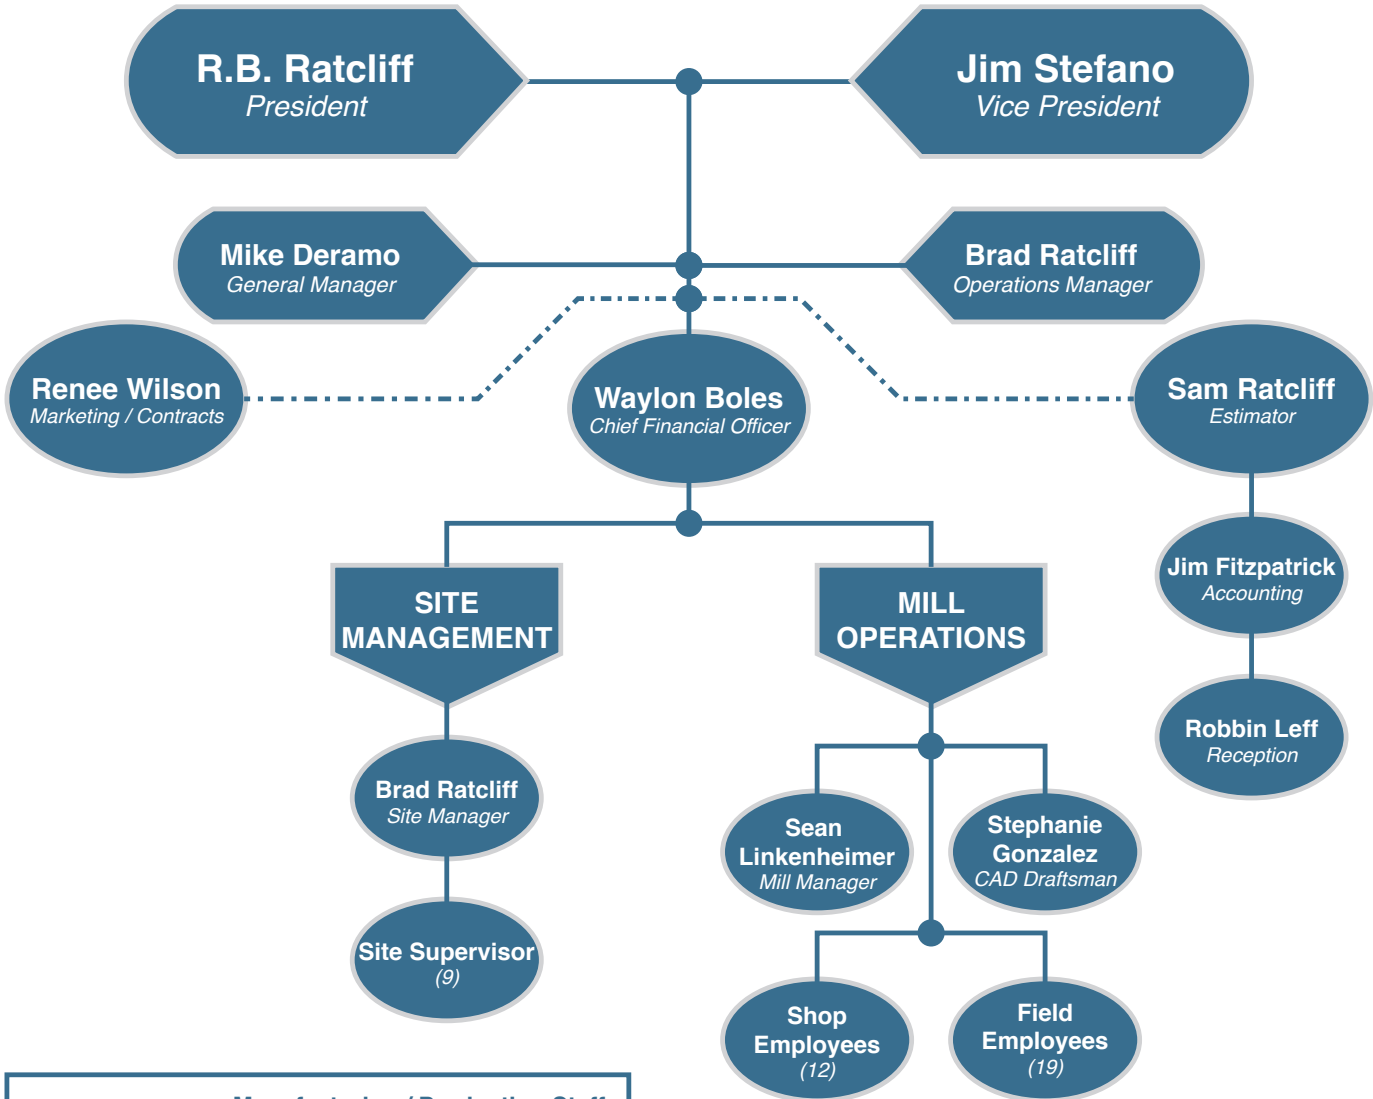 R.B. Ratcliff
President
Jim Stefano
Vice President
Mike Deramo
General Manager
Brad Ratcliff
Operations Manager
Renee Wilson
Marketing / Contracts
Waylon Boles
Chief Financial Officer
Sam Ratcliff
Estimator
Jim Fitzpatrick
Accounting
Robbin Leff
Reception
SITE
MANAGEMENT
MILL
OPERATIONS
Brad Ratcliff
Site Manager
Site Supervisor
(9)
Sean
Linkenheimer
Mill Manager
Stephanie
Gonzalez
CAD Draftsman
Shop
Employees
(12)
Field
Employees
(19)
Manufacturing / Production Staff